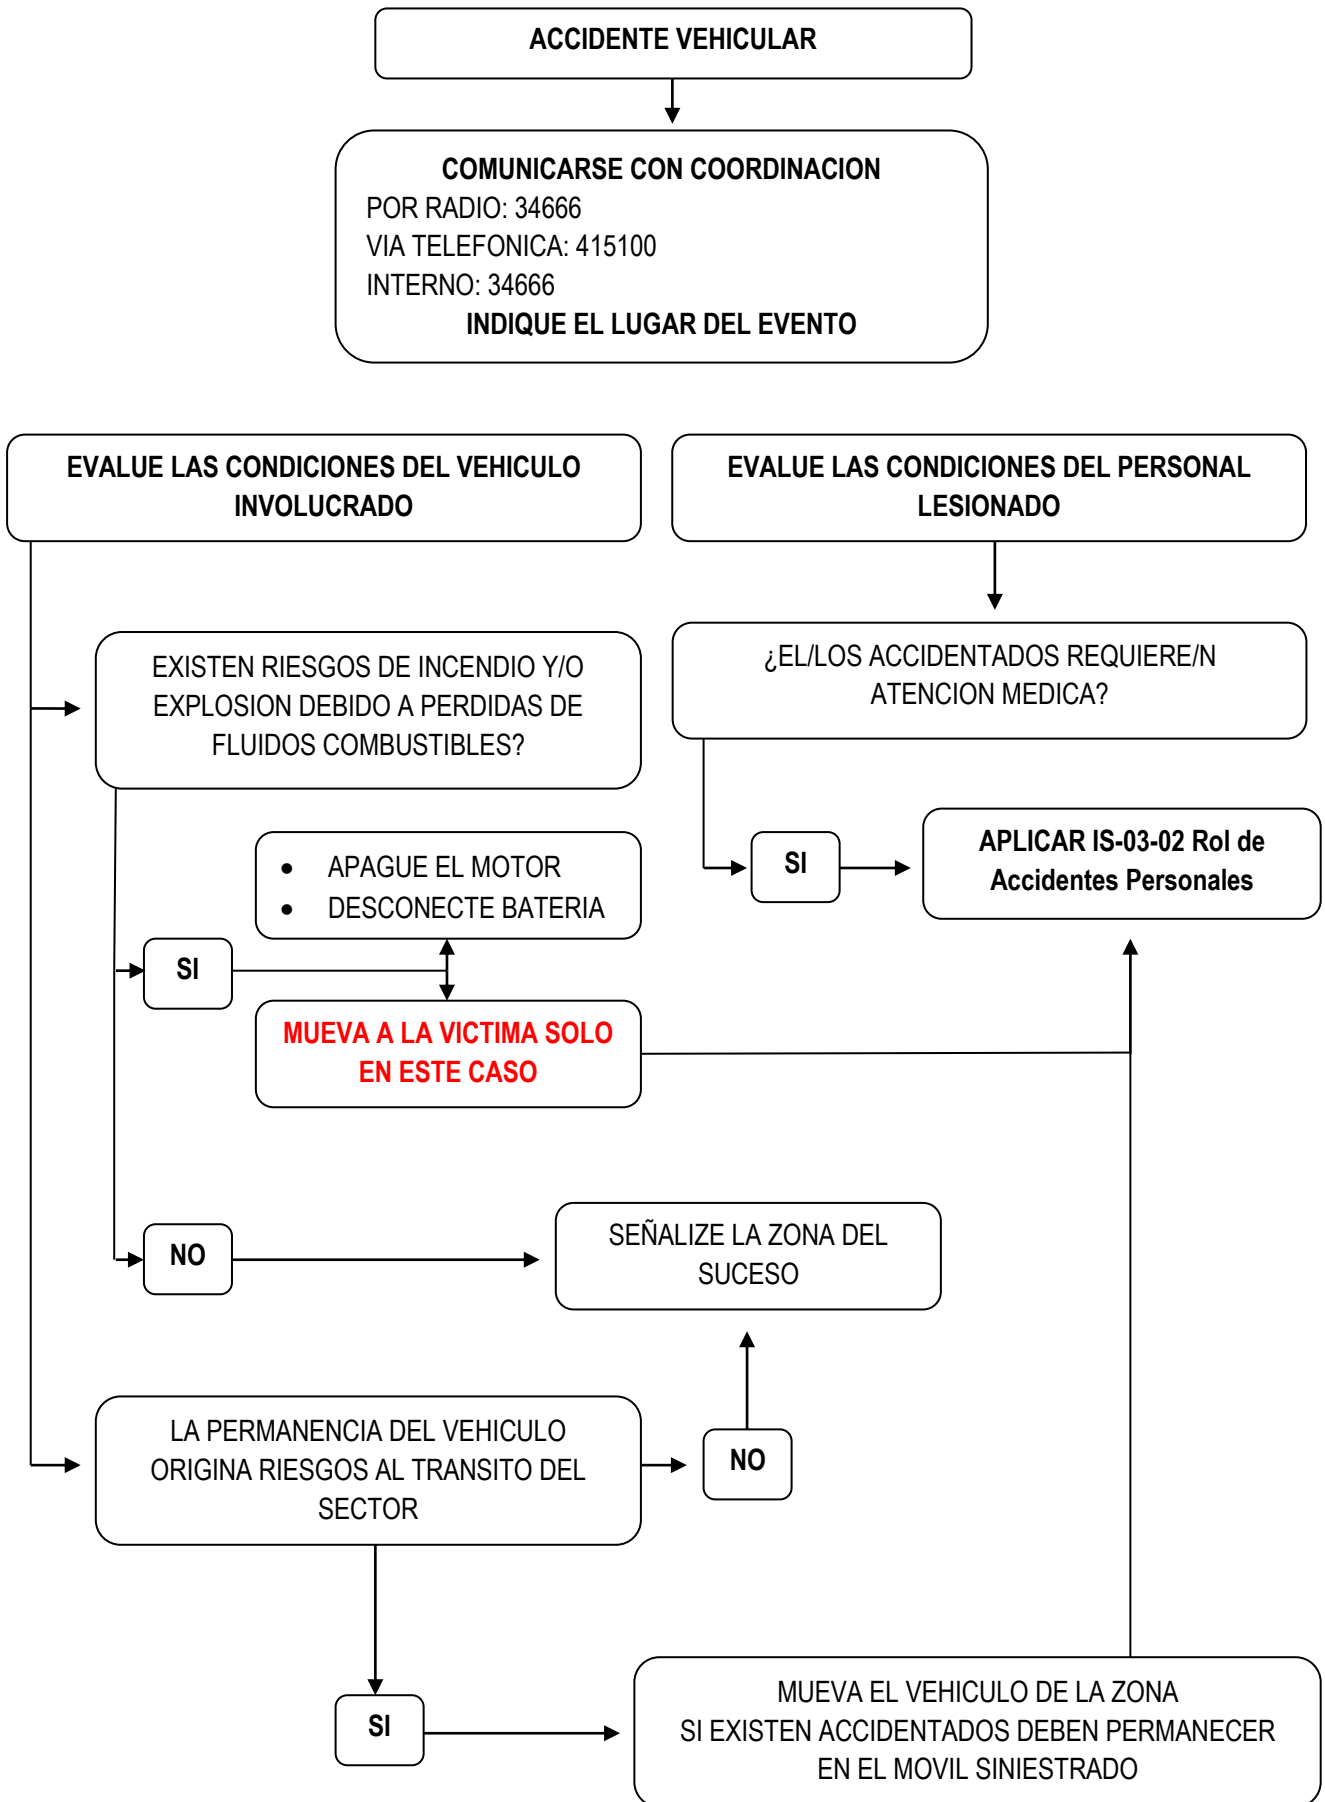 ACCIDENTE VEHICULAR
COMUNICARSE CON COORDINACION
POR RADIO: 34666
VIA TELEFONICA: 415100
INTERNO: 34666
INDIQUE EL LUGAR DEL EVENTO
EVALUE LAS CONDICIONES DEL VEHICULO
INVOLUCRADO
EVALUE LAS CONDICIONES DEL PERSONAL
LESIONADO
EXISTEN RIESGOS DE INCENDIO Y/O
EXPLOSION DEBIDO A PERDIDAS DE
FLUIDOS COMBUSTIBLES?
¿EL/LOS ACCIDENTADOS REQUIERE/N
ATENCION MEDICA?
• APAGUE EL MOTOR
• DESCONECTE BATERIA
SI
APLICAR IS-03-02 Rol de
Accidentes Personales
SI
MUEVA A LA VICTIMA SOLO
EN ESTE CASO
NO
SEÑALIZE LA ZONA DEL
SUCESO
LA PERMANENCIA DEL VEHICULO
ORIGINA RIESGOS AL TRANSITO DEL
SECTOR
NO
SI
MUEVA EL VEHICULO DE LA ZONA
SI EXISTEN ACCIDENTADOS DEBEN PERMANECER
EN EL MOVIL SINIESTRADO